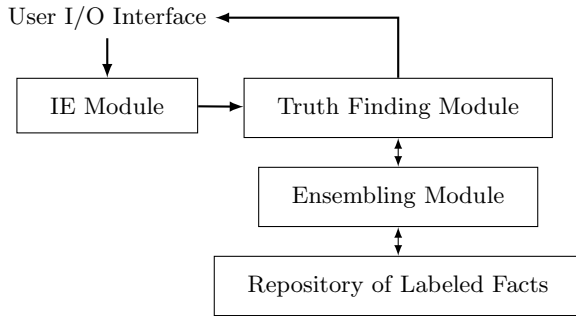 User I/O Interface
IE Module
Truth Finding Module
Ensembling Module
Repository of Labeled Facts